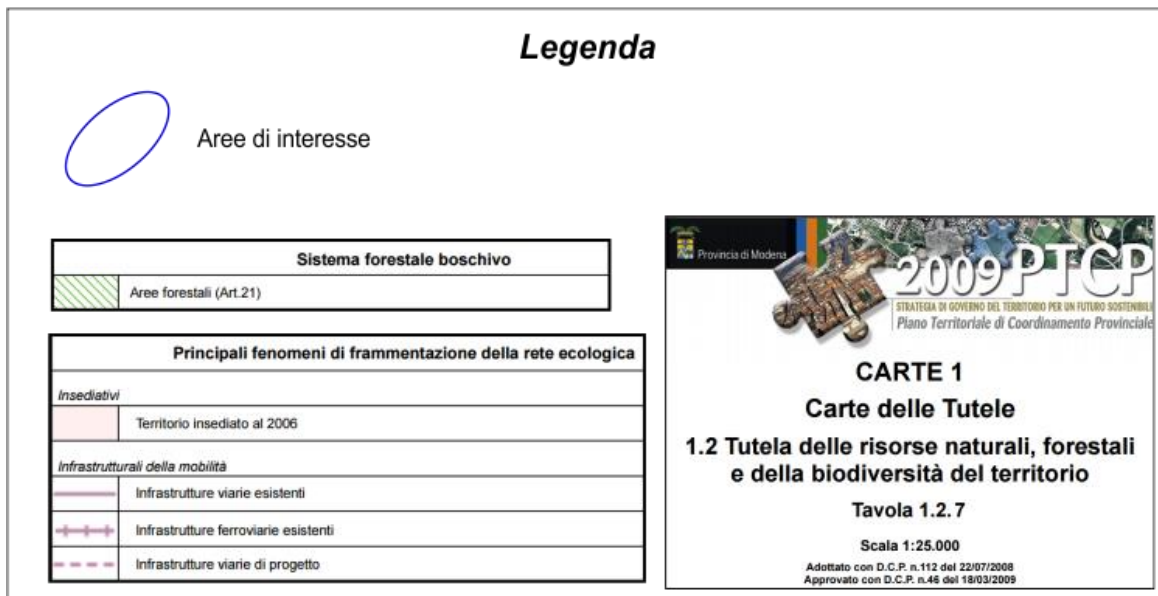 Legenda
Aree di interesse
Sistema forestale boschivo
Aree forestali (Art.21)
Principali fenomeni di frammentazione della rete ecologica
Insediativi
Territorio insediato al 2006
Infrastrutturali della mobilità
Infrastrutture viarie esistenti
Infrastrutture ferroviarie esistenti
Infrastrutture viarie di progetto
Provincia di Modena
2009 PTCP
STRATEGIA DI GOVERNO DEL TERRITORIO PER UN FUTURO SOSTENIBILE
Piano Territoriale di Coordinamento Provinciale
CARTE 1
Carte delle Tutele
1.2 Tutela delle risorse naturali, forestali
e della biodiversità del territorio
Tavola 1.2.7
Scala 1:25.000
Adottato con D.C.P. n.112 del 22/07/2008
Approvato con D.C.P. n.46 del 18/03/2009